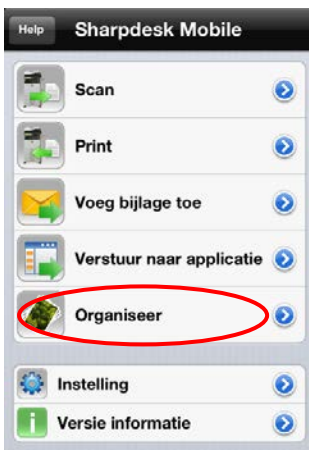 Help Sharpdesk Mobile
Scan
Print
Voeg bijlage toe
Verstuur naar applicatie
Organiseer
Instelling
Versie informatie